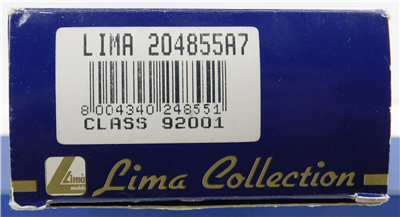 LIMA 204855A7
8 004340 248551
CLASS 92001
Lima
models
Lima Collection